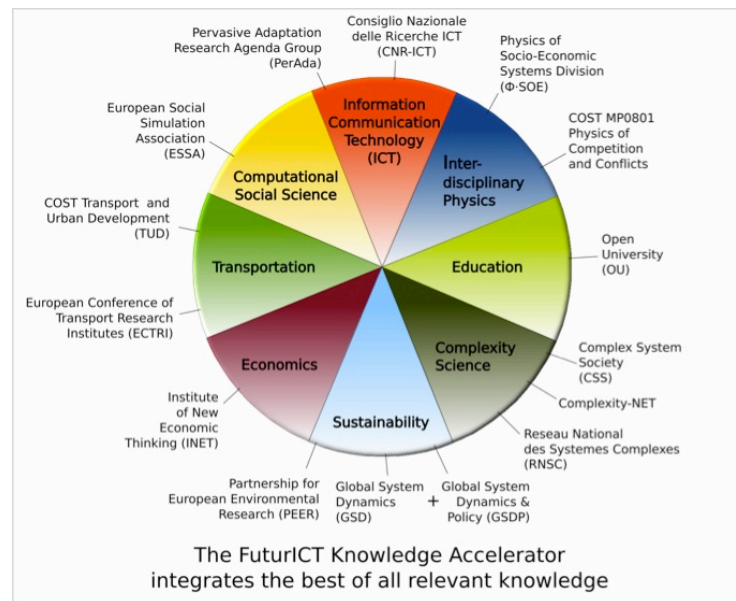 Pervasive Adaptation
Research Agenda Group
(PerAda)
Consiglio Nazionale
delle Ricerche ICT
(CNR-ICT)
Physics of
Socio-Economic
Systems Division
(Φ·SOE)
European Social
Simulation
Association
(ESSA)
COST MP0801
Physics of
Competition
and Conflicts
Information
Communication
Technology
(ICT)
Computational
Social Science
Inter-
disciplinary
Physics
COST Transport and
Urban Development
(TUD)
Transportation
Education
Open
University
(OU)
European Conference of
Transport Research
Institutes (ECTRI)
Economics
Complexity
Science
Complex System
Society
(CSS)
Complexity-NET
Institute
of New
Economic
Thinking (INET)
Sustainability
Reseau National
des Systemes Complexes
(RNSC)
Partnership for
European Environmental
Research (PEER)
Global System
Dynamics
(GSD)
+
Global System
Dynamics &
Policy (GSDP)
The FuturICT Knowledge Accelerator
integrates the best of all relevant knowledge